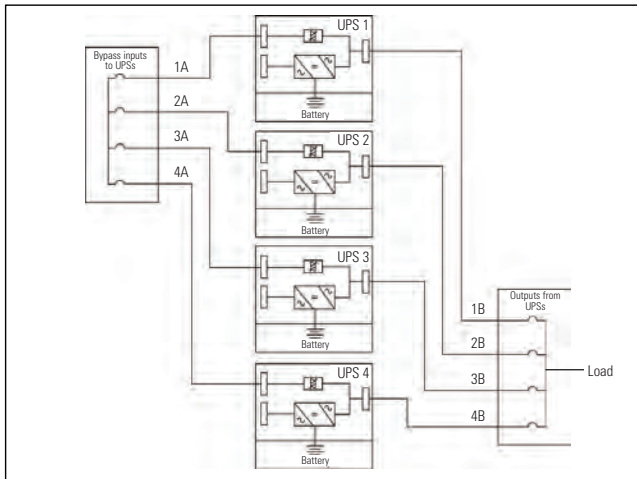 UPS 1
Bypass inputs
to UPSs
1A
2A
3A
4A
Battery
UPS 2
Battery
UPS 3
Battery
UPS 4
Battery
Outputs from
UPSs
1B
2B
3B
4B
Load